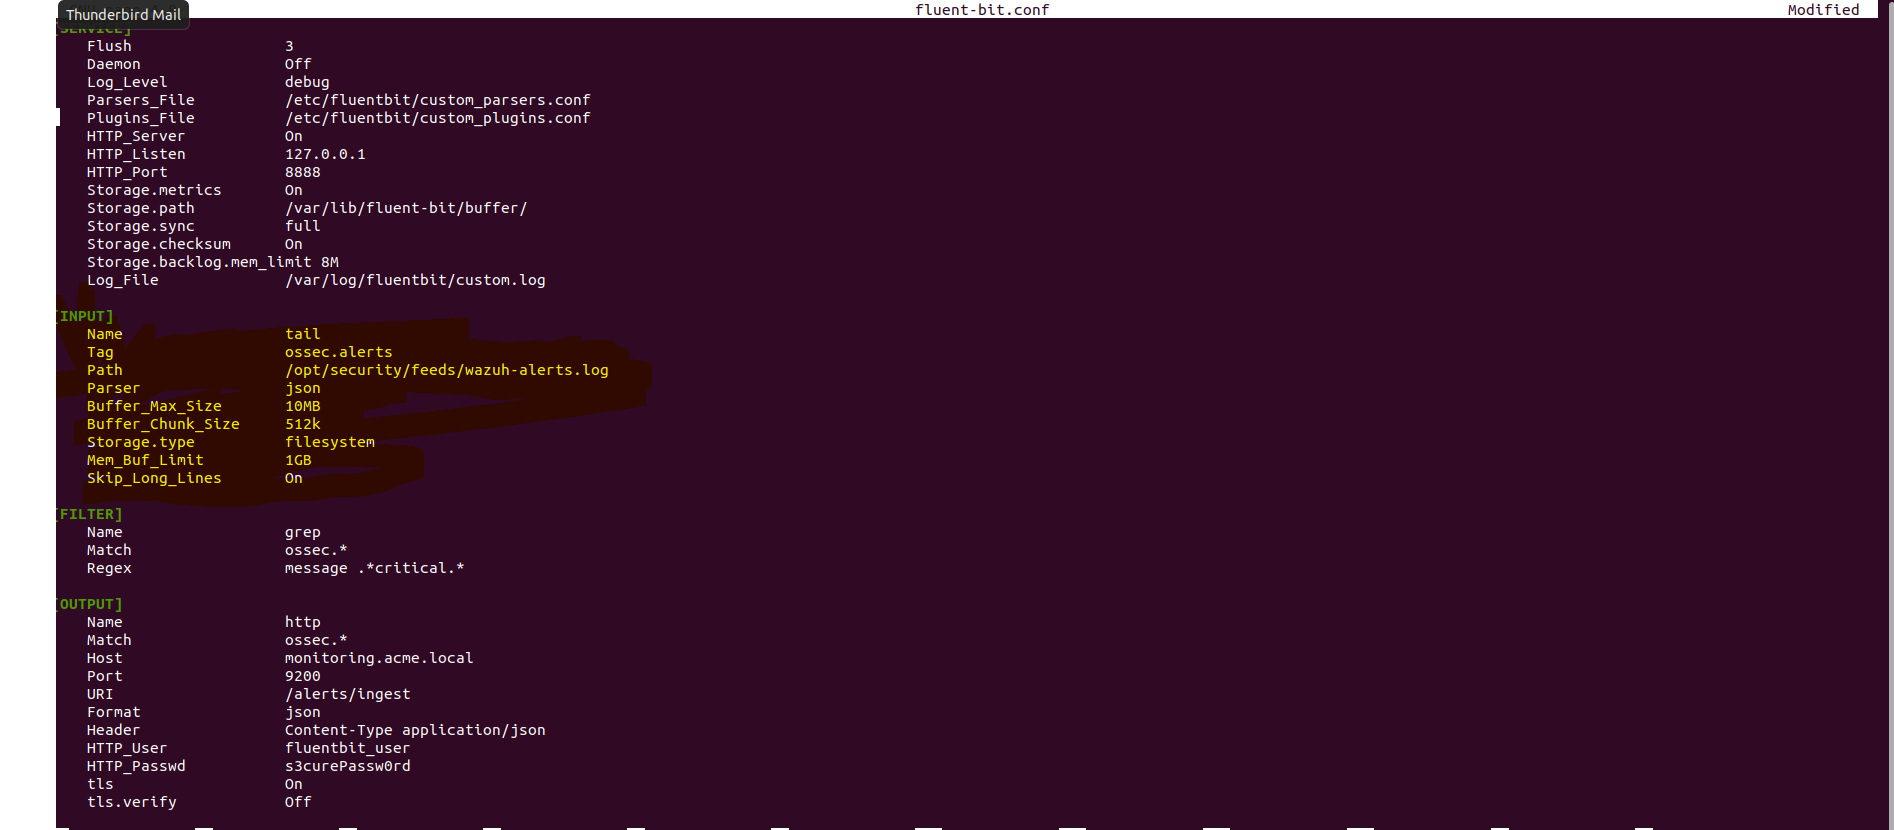 Thunderbird Mail
fluent-bit.conf
Modified
[SERVICE]
Flush 3
Daemon Off
Log_Level debug
Parsers_File /etc/fluentbit/custom_parsers.conf
Plugins_File /etc/fluentbit/custom_plugins.conf
HTTP_Server On
HTTP_Listen 127.0.0.1
HTTP_Port 8888
Storage.metrics On
Storage.path /var/lib/fluent-bit/buffer/
Storage.sync full
Storage.checksum On
Storage.backlog.mem_limit 8M
Log_File /var/log/fluentbit/custom.log
[INPUT]
Name tail
Tag ossec.alerts
Path /opt/security/feeds/wazuh-alerts.log
Parser json
Buffer_Max_Size 10MB
Buffer_Chunk_Size 512k
Storage.type filesystem
Mem_Buf_Limit 1GB
Skip_Long_Lines On
[FILTER]
Name grep
Match ossec.*
Regex message .*critical.*
[OUTPUT]
Name http
Match ossec.*
Host monitoring.acme.local
Port 9200
URI /alerts/ingest
Format json
Header Content-Type application/json
HTTP_User fluentbit_user
HTTP_Passwd s3curePassw0rd
tls On
tls.verify Off